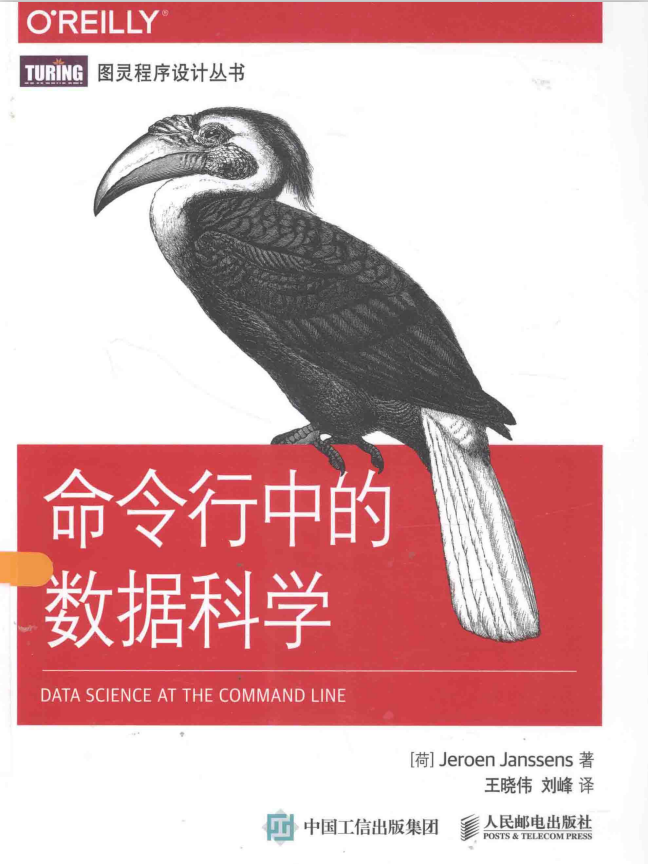 O'REILLY®
TURING 图灵程序设计丛书
命令行中的
数据科学
DATA SCIENCE AT THE COMMAND LINE
[荷] Jeroen Janssens 著
王晓伟 刘峰 译
中国工信出版集团
人民邮电出版社
POSTS & TELECOM PRESS